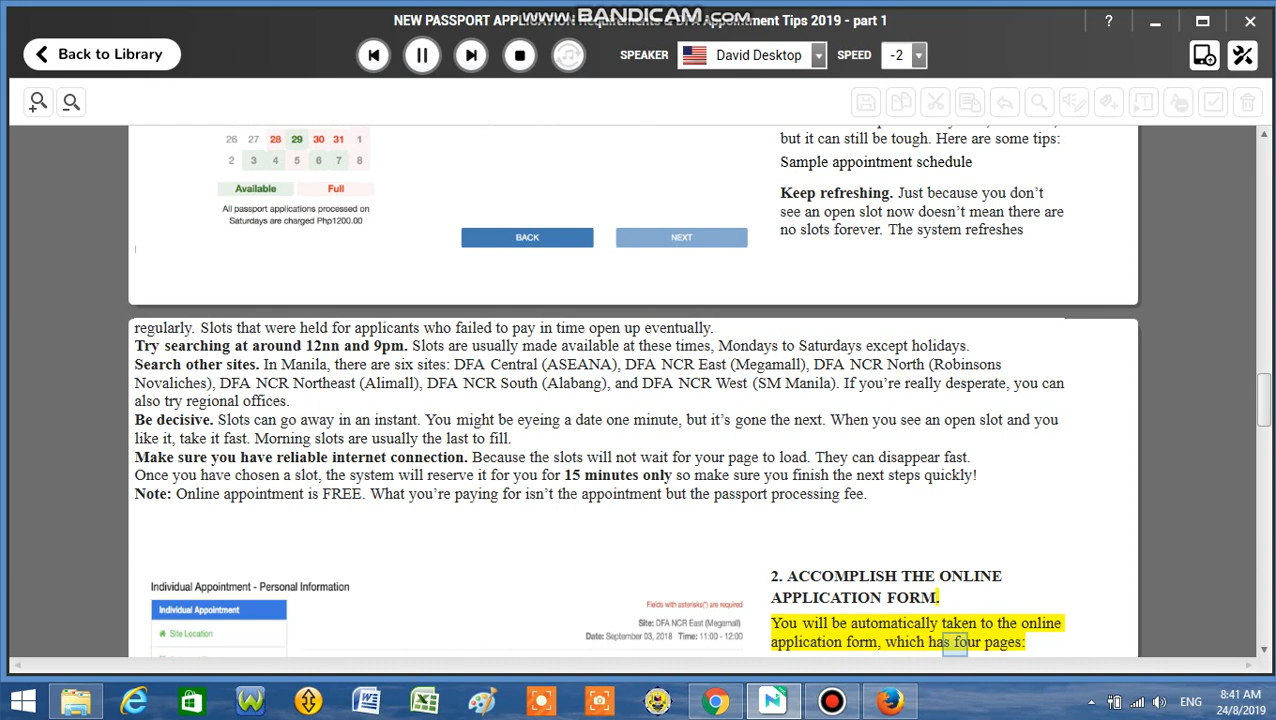 NEW PASSPORT APPLICATION Requirements & DFA Appointment Tips 2019 - part 1
www.BANDICAM.com
Back to Library
SPEAKER
David Desktop
SPEED
-2
26 27 28 29 30 31 1
2 3 4 5 6 7 8
Available Full
All passport applications processed on
Saturdays are charged Php1200.00
BACK
NEXT
but it can still be tough. Here are some tips:
Sample appointment schedule
Keep refreshing. Just because you don’t
see an open slot now doesn’t mean there are
no slots forever. The system refreshes
regularly. Slots that were held for applicants who failed to pay in time open up eventually.
Try searching at around 12nn and 9pm. Slots are usually made available at these times, Mondays to Saturdays except holidays.
Search other sites. In Manila, there are six sites: DFA Central (ASEANA), DFA NCR East (Megamall), DFA NCR North (Robinsons
Novaliches), DFA NCR Northeast (Alimall), DFA NCR South (Alabang), and DFA NCR West (SM Manila). If you’re really desperate, you can
also try regional offices.
Be decisive. Slots can go away in an instant. You might be eyeing a date one minute, but it’s gone the next. When you see an open slot and you
like it, take it fast. Morning slots are usually the last to fill.
Make sure you have reliable internet connection. Because the slots will not wait for your page to load. They can disappear fast.
Once you have chosen a slot, the system will reserve it for you for 15 minutes only so make sure you finish the next steps quickly!
Note: Online appointment is FREE. What you’re paying for isn’t the appointment but the passport processing fee.
Individual Appointment - Personal Information
Individual Appointment
Site Location
Fields with asterisks(*) are required
Site: DFA NCR East (Megamall)
Date: September 03, 2018 Time: 11:00 - 12:00
2. ACCOMPLISH THE ONLINE
APPLICATION FORM.
You will be automatically taken to the online
application form, which has four pages:
ENG
8:41 AM
24/8/2019